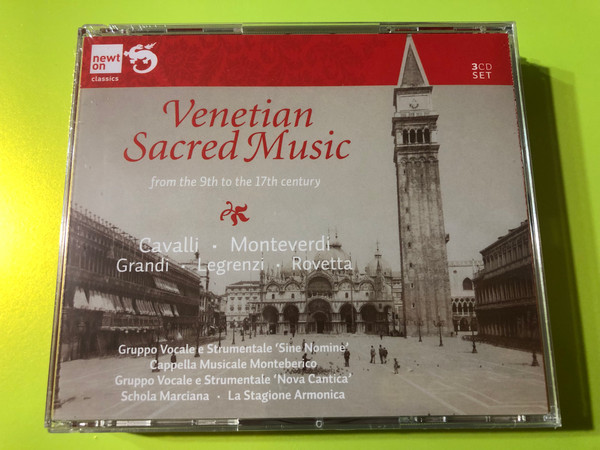 newt
on
classics
3CD
SET
Venetian
Sacred Music
from the 9th to the 17th century
Cavalli · Monteverdi
Grandi · Legrenzi · Rovetta
Gruppo Vocale e Strumentale ‘Sine Nomine’
Cappella Musicale Monteberico
Gruppo Vocale e Strumentale ‘Nova Cantica’
Schola Marciana · La Stagione Armonica